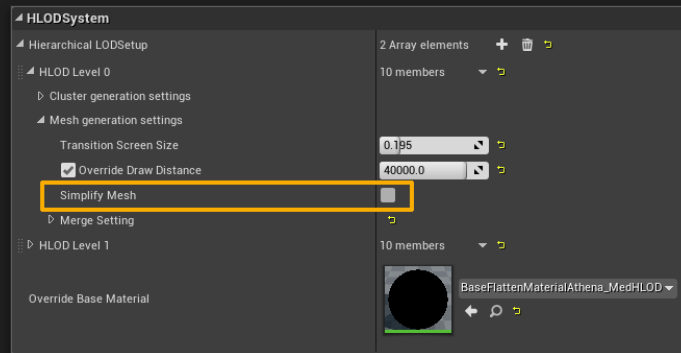 HLODSystem
Hierarchical LODSetup 2 Array elements
HLOD Level 0 10 members
Cluster generation settings
Mesh generation settings
Transition Screen Size 0.195
Override Draw Distance 40000.0
Simplify Mesh
Merge Setting
HLOD Level 1 10 members
Override Base Material BaseFlattenMaterialAthena_MedHLOD